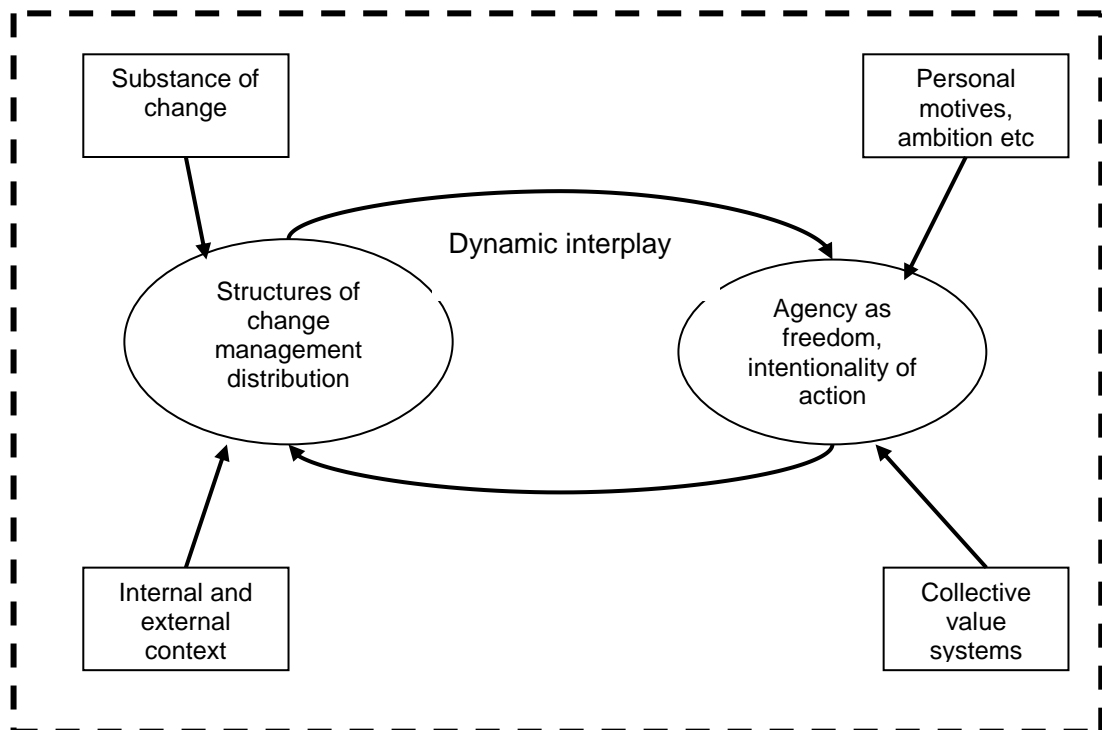 Substance of
change
Personal
motives,
ambition etc
Dynamic interplay
Structures of
change
management
distribution
Agency as
freedom,
intentionality of
action
Internal and
external
context
Collective
value
systems